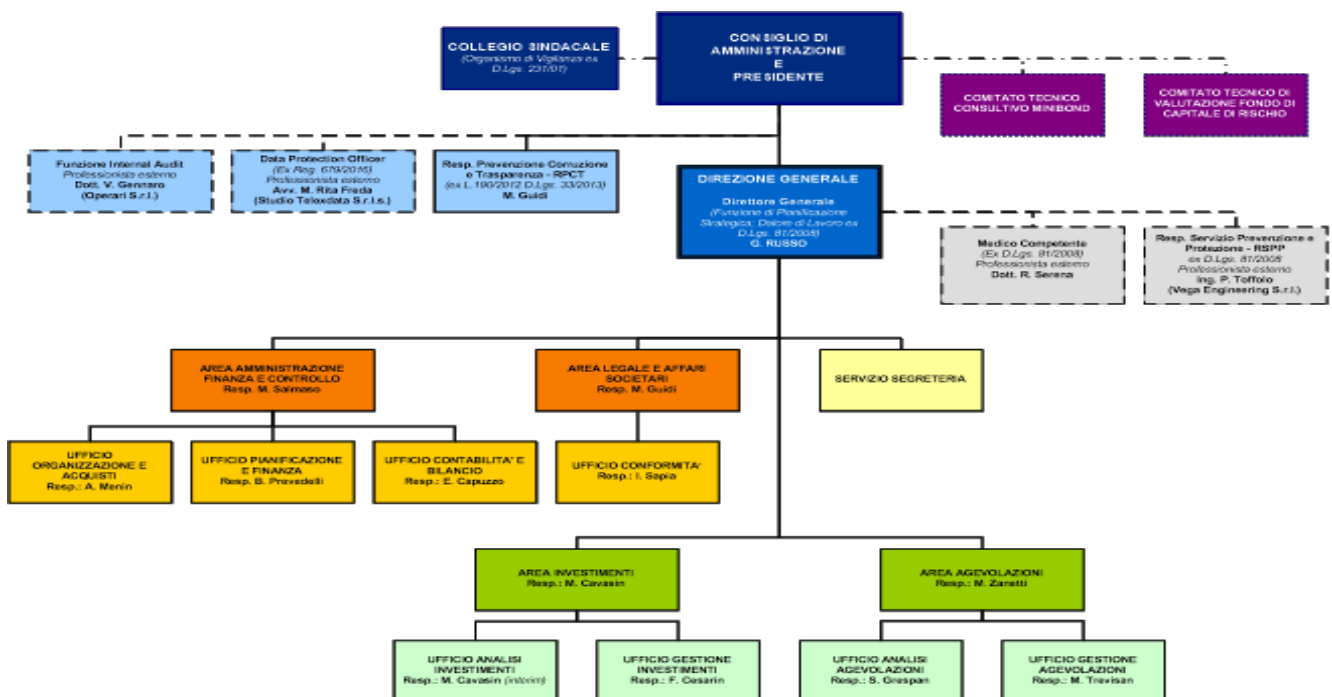 CONSIGLIO DI
AMMINISTRAZIONE
E
PRESIDENTE
COLLEGIO SINDACALE
(Organismo di Vigilanza ex
D.Lgs. 231/01)
COMITATO TECNICO
CONSULTIVO MINIBOND
COMITATO TECNICO DI
VALUTAZIONE FONDO DI
CAPITALE DI RISCHIO
Funzione Internal Audit
Professionista esterno
Dott. V. Gennaro
(Operari S.r.l.)
Data Protection Officer
(Ex Reg. 679/2016)
Professionista esterno
Avv. M. Rita Freda
(Studio Telexdata S.r.l.s.)
Resp. Prevenzione Corruzione
e Trasparenza - RPCT
(ex L.190/2012 D.Lgs. 33/2013)
M. Guidi
DIREZIONE GENERALE
Direttore Generale
(Funzione di Pianificazione
Strategica; Datore di Lavoro ex
D.Lgs. 81/2008)
G. RUSSO
Medico Competente
(Ex D.Lgs. 81/2008)
Professionista esterno
Dott. R. Serena
Resp. Servizio Prevenzione e
Protezione - RSPP
ex D.Lgs. 81/2008
Professionista esterno
Ing. P. Toffolo
(Vega Engineering S.r.l.)
AREA AMMINISTRAZIONE
FINANZA E CONTROLLO
Resp. M. Salmaso
AREA LEGALE E AFFARI
SOCIETARI
Resp. M. Guidi
SERVIZIO SEGRETERIA
UFFICIO
ORGANIZZAZIONE E
ACQUISTI
Resp.: A. Menin
UFFICIO PIANIFICAZIONE
E FINANZA
Resp. B. Prevedelli
UFFICIO CONTABILITA' E
BILANCIO
Resp.: E. Capuzzo
UFFICIO CONFORMITA'
Resp.: I. Sapia
AREA INVESTIMENTI
Resp.: M. Cavasin
AREA AGEVOLAZIONI
Resp.: M. Zanetti
UFFICIO ANALISI
INVESTIMENTI
Resp.: M. Cavasin (interim)
UFFICIO GESTIONE
INVESTIMENTI
Resp.: F. Cesarin
UFFICIO ANALISI
AGEVOLAZIONI
Resp.: S. Grespan
UFFICIO GESTIONE
AGEVOLAZIONI
Resp.: M. Trevisan